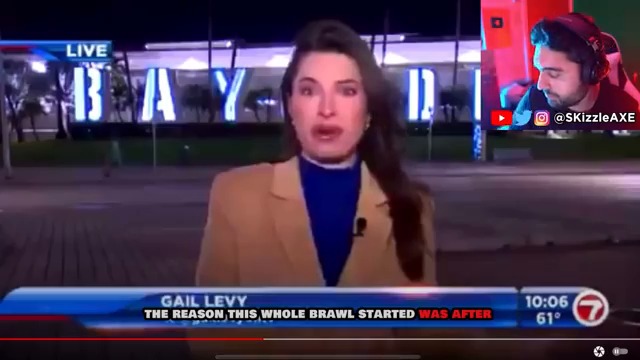 LIVE
BAY
@SKizzleAXE
GAIL LEVY
THE REASON THIS WHOLE BRAWL STARTED WAS AFTER
10:06
61°
7